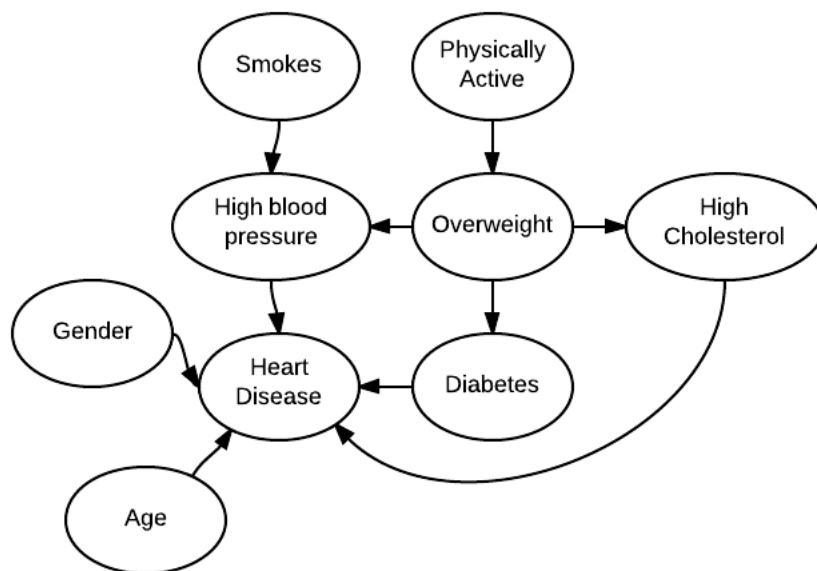 Smokes
Physically
Active
High blood
pressure
Overweight
High
Cholesterol
Gender
Heart
Disease
Diabetes
Age